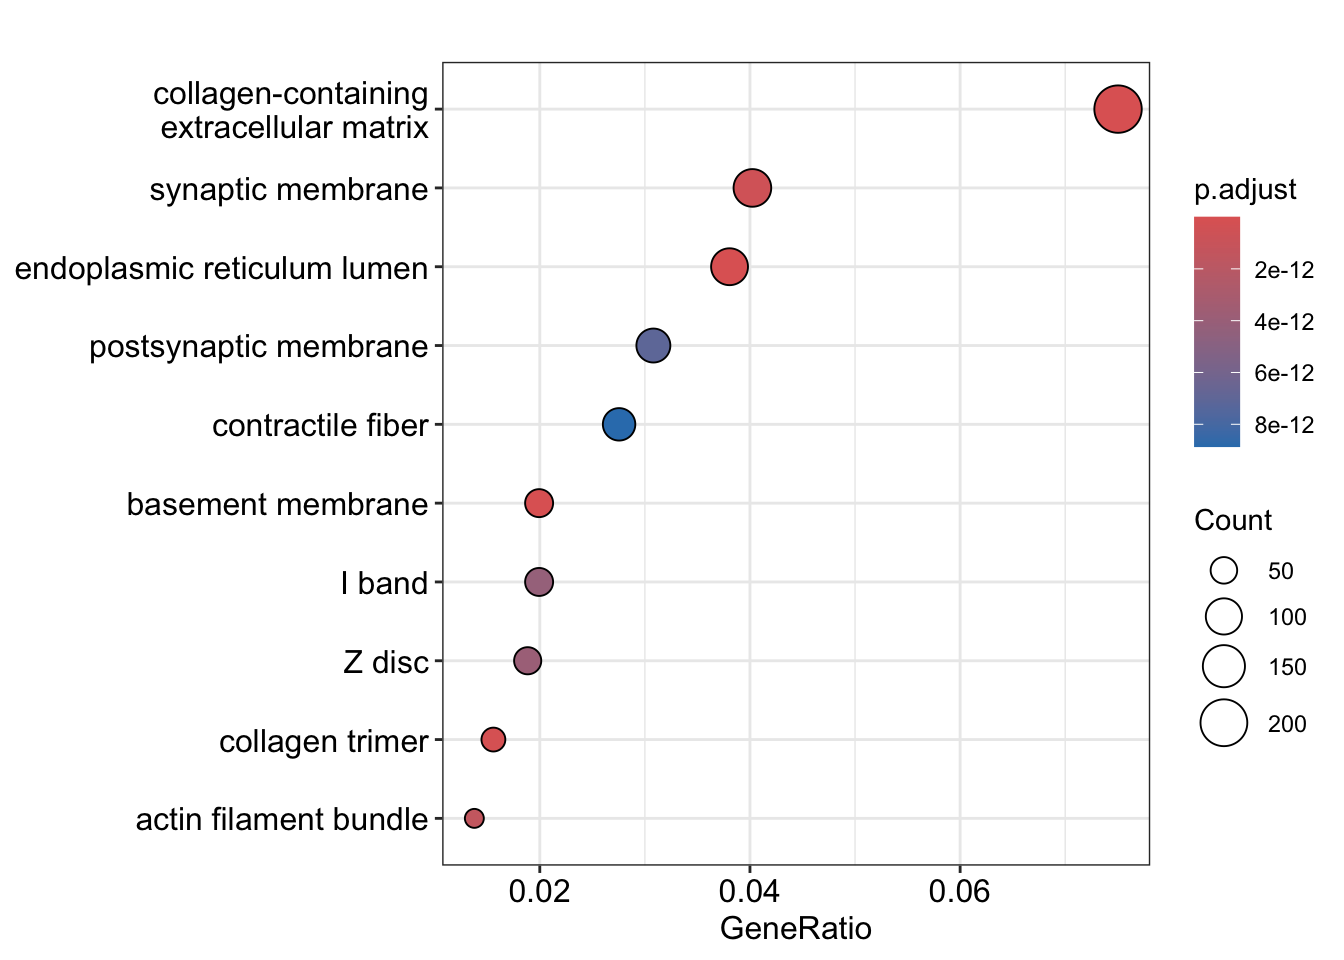 collagen-containing
extracellular matrix
synaptic membrane
endoplasmic reticulum lumen
postsynaptic membrane
contractile fiber
basement membrane
I band
Z disc
collagen trimer
actin filament bundle
0.02
0.04
0.06
GeneRatio
p.adjust
2e-12
4e-12
6e-12
8e-12
Count
50
100
150
200